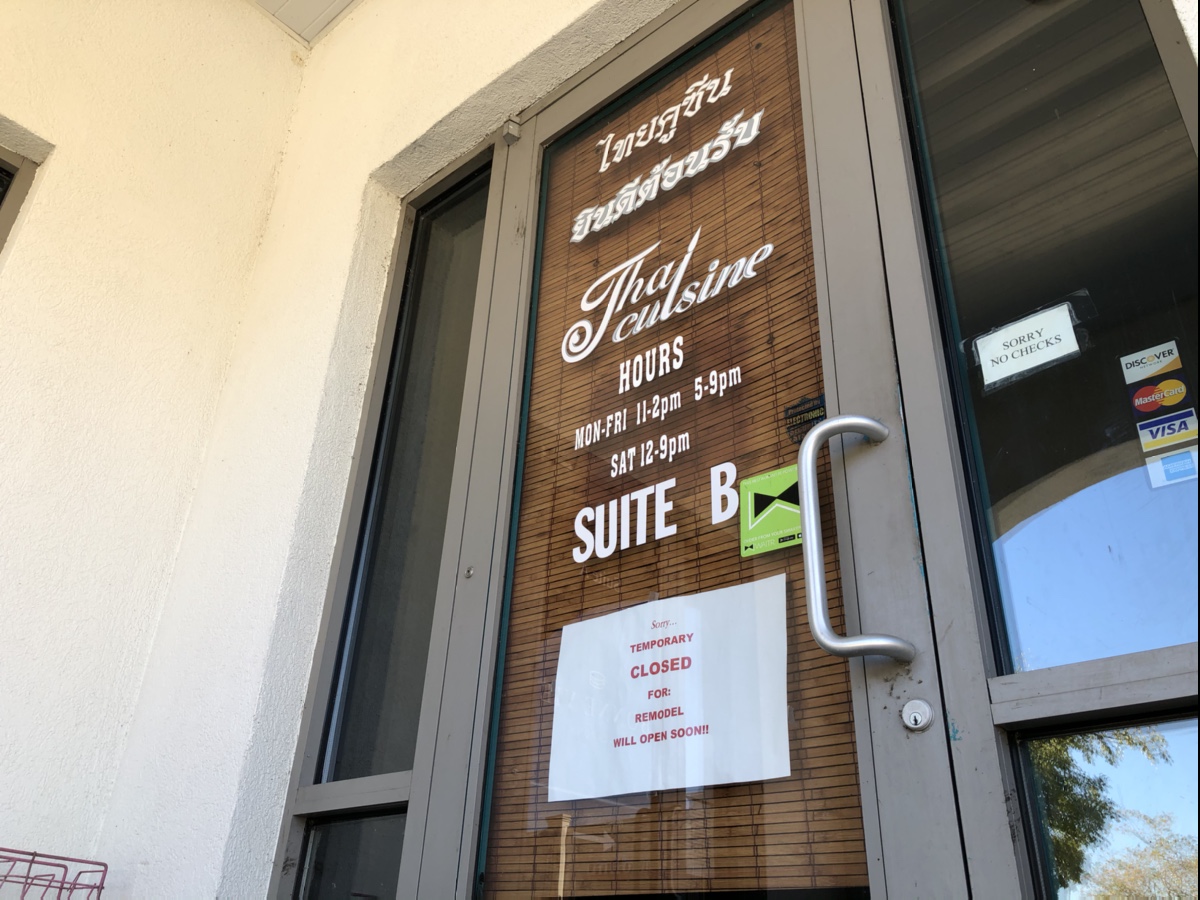 ไทยคูซีน
ยินดีต้อนรับ
Thai
cuisine
HOURS
MON-FRI 11-2pm 5-9pm
SAT 12-9pm
SUITE B
ELECTRONIC
Sorry...
TEMPORARY
CLOSED
FOR:
REMODEL
WILL OPEN SOON!!
SORRY
NO CHECKS
DISCOVER
MasterCard
VISA